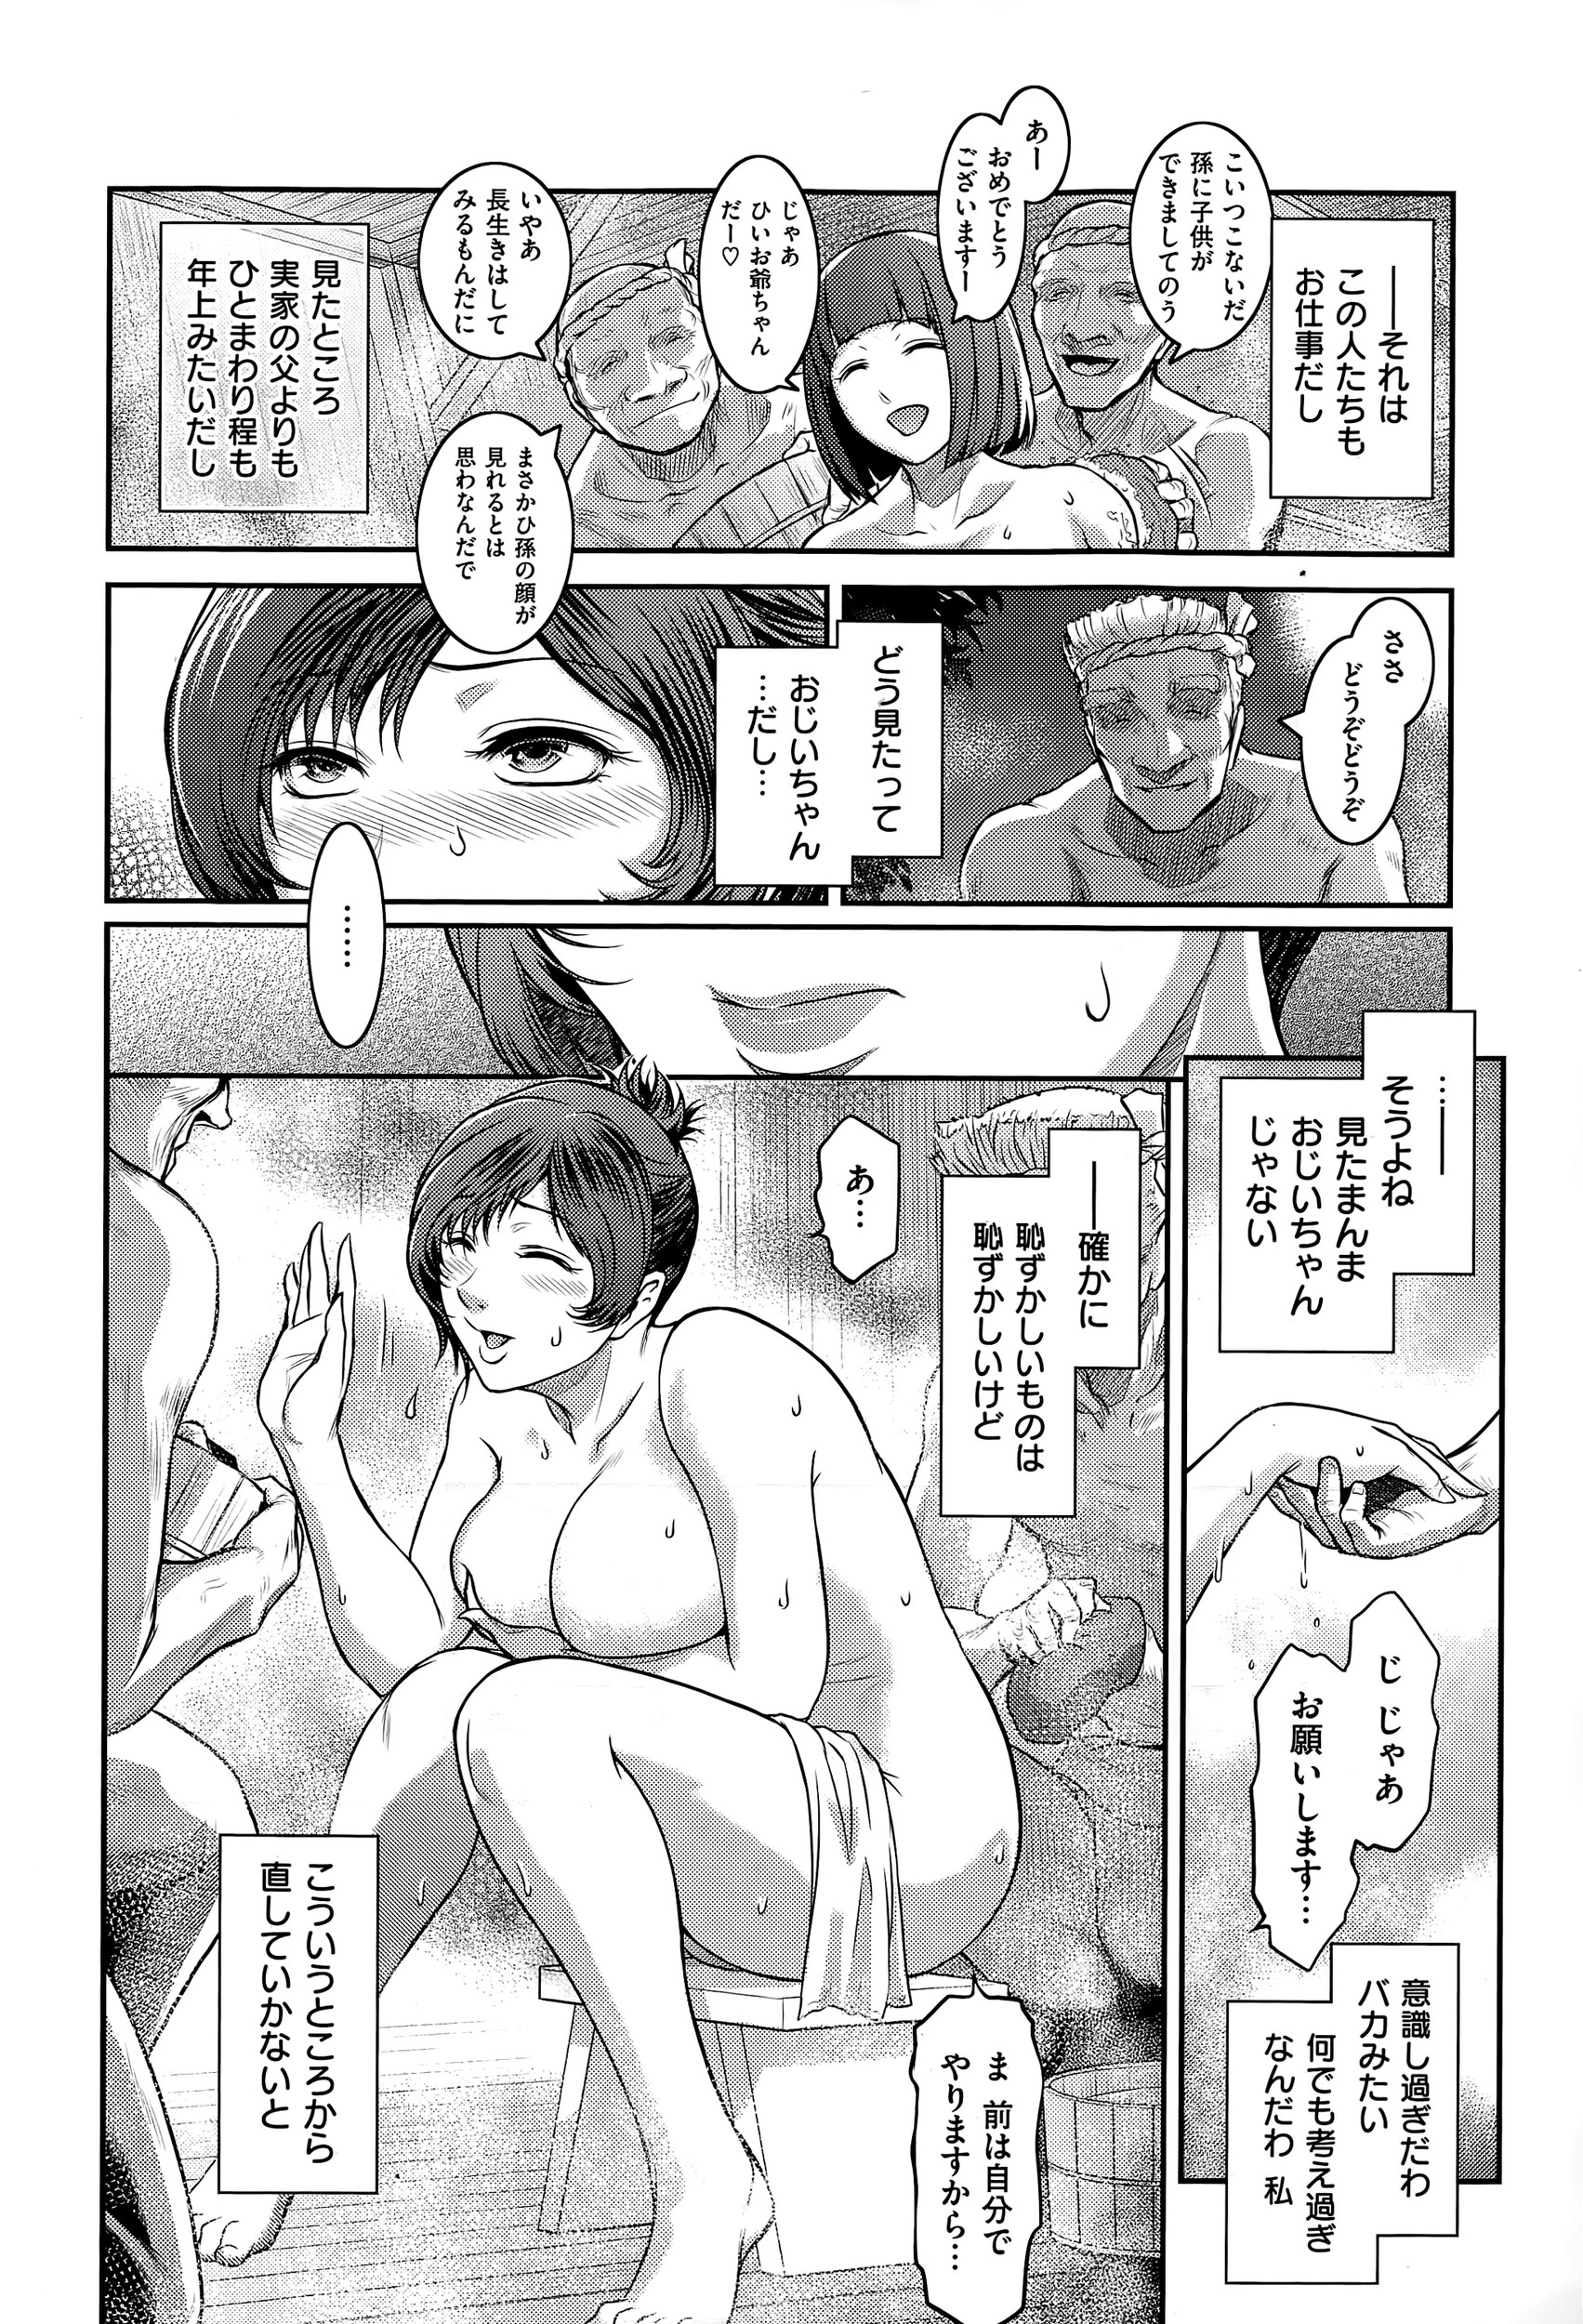 ――それは
この人たちも
お仕事だし
こいつこないだ
孫に子供が
できましてのう
あー
おめでとう
ございますー
じゃあ
ひいお爺ちゃん
だー♡
いやあ
長生きはして
みるもんだに
まさかひ孫の顔が
見れるとは
思わなんだで
見たところ
実家の父よりも
ひとまわり程も
年上みたいだし
ささ
どうぞどうぞ
どう見たって
おじいちゃん
…だし…
……
…――
そうよね
見たまんま
おじいちゃん
じゃない
じ じゃあ
お願いします…
意識し過ぎだわ
バカみたい
何でも考え過ぎ
なんだわ 私
――確かに
恥ずかしいものは
恥ずかしいけど
あ…
ま 前は自分で
やりますから…
こういうところから
直していかないと